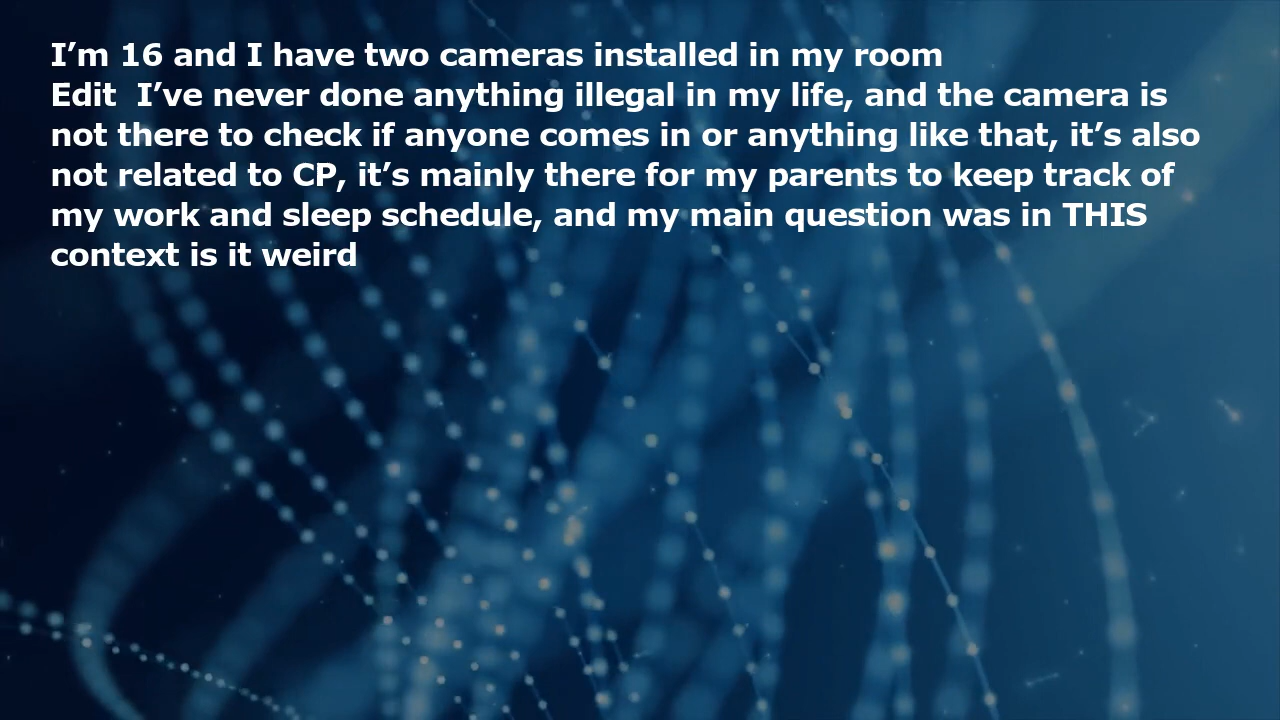 I’m 16 and I have two cameras installed in my room
Edit  I’ve never done anything illegal in my life, and the camera is
not there to check if anyone comes in or anything like that, it’s also
not related to CP, it’s mainly there for my parents to keep track of
my work and sleep schedule, and my main question was in THIS
context is it weird